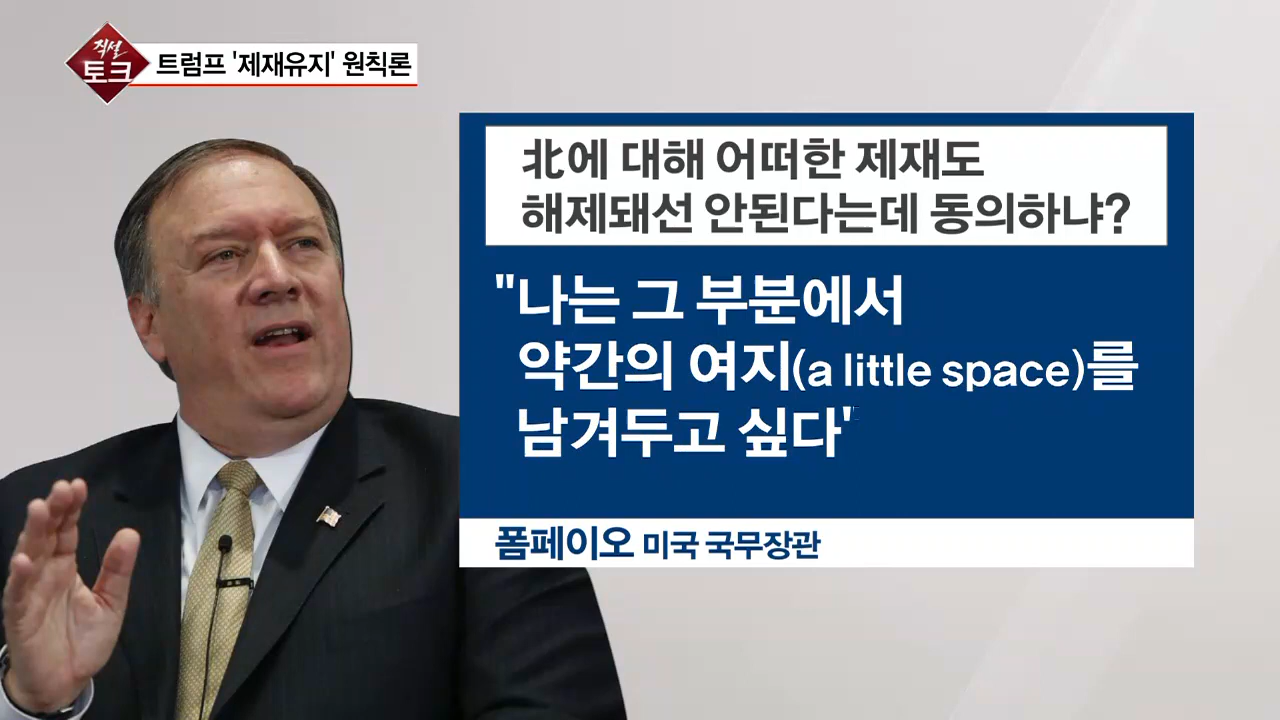 직설
토크
트럼프 '제재유지' 원칙론
北에 대해 어떠한 제재도
해제돼선 안된다는데 동의하냐?
"나는 그 부분에서
약간의 여지(a little space)를
남겨두고 싶다"
폼페이오 미국 국무장관